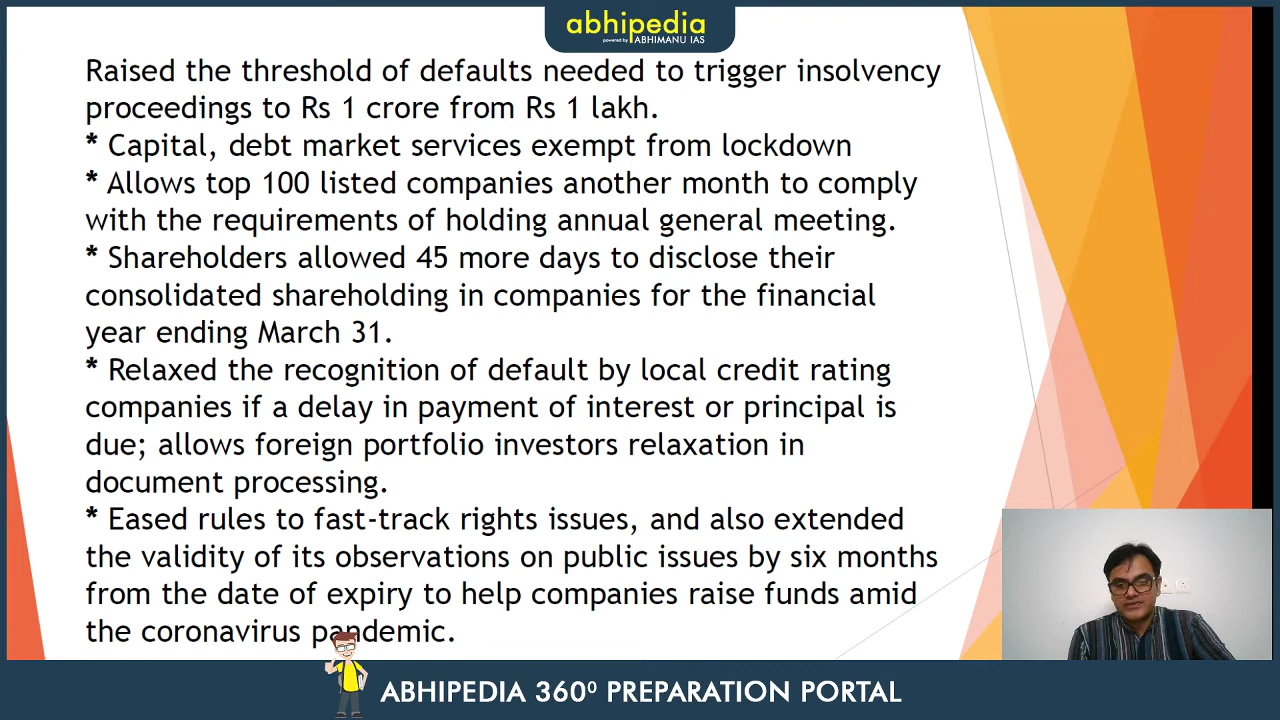 abhipedia
powered by ABHIMANU IAS
Raised the threshold of defaults needed to trigger insolvency
proceedings to Rs 1 crore from Rs 1 lakh.
* Capital, debt market services exempt from lockdown
* Allows top 100 listed companies another month to comply
with the requirements of holding annual general meeting.
* Shareholders allowed 45 more days to disclose their
consolidated shareholding in companies for the financial
year ending March 31.
* Relaxed the recognition of default by local credit rating
companies if a delay in payment of interest or principal is
due; allows foreign portfolio investors relaxation in
document processing.
* Eased rules to fast-track rights issues, and also extended
the validity of its observations on public issues by six months
from the date of expiry to help companies raise funds amid
the coronavirus pandemic.
ABHIPEDIA 360⁰ PREPARATION PORTAL